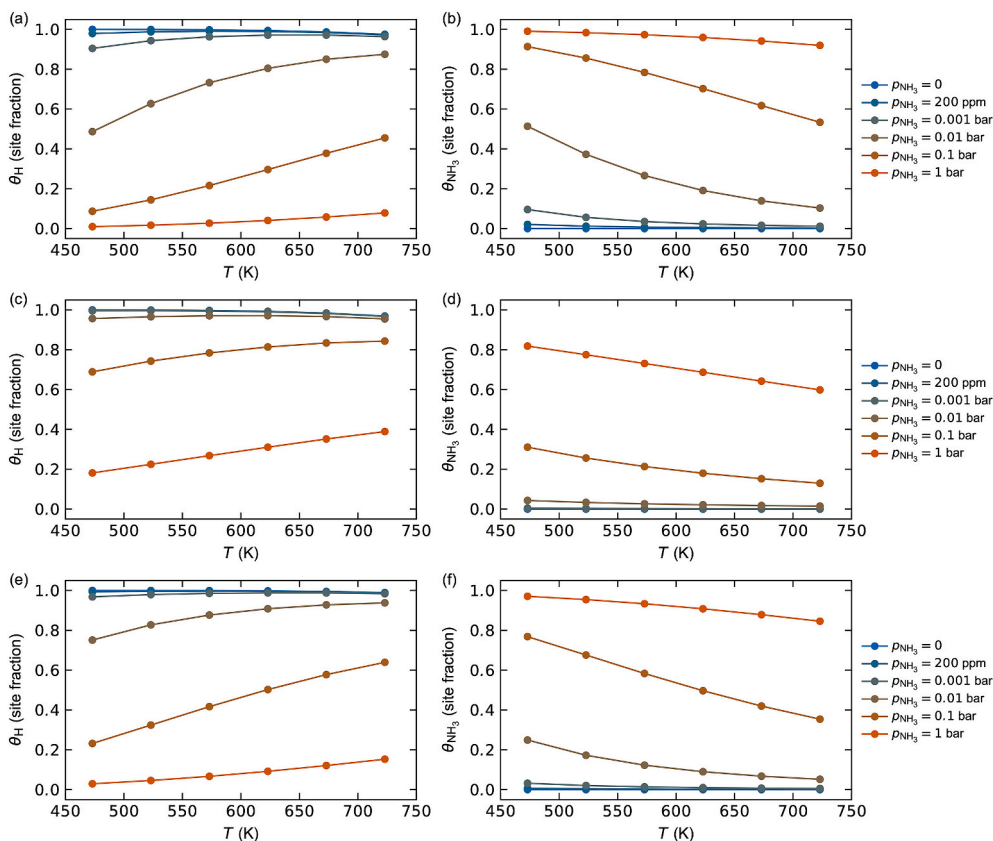 (a)
1.0
0.8
0.6
0.4
0.2
0.0
θH (site fraction)
450 500 550 600 650 700 750
T (K)
(b)
1.0
0.8
0.6
0.4
0.2
0.0
θNH3 (site fraction)
450 500 550 600 650 700 750
T (K)
pNH3 = 0
pNH3 = 200 ppm
pNH3 = 0.001 bar
pNH3 = 0.01 bar
pNH3 = 0.1 bar
pNH3 = 1 bar
(c)
1.0
0.8
0.6
0.4
0.2
0.0
θH (site fraction)
450 500 550 600 650 700 750
T (K)
(d)
1.0
0.8
0.6
0.4
0.2
0.0
θNH3 (site fraction)
450 500 550 600 650 700 750
T (K)
pNH3 = 0
pNH3 = 200 ppm
pNH3 = 0.001 bar
pNH3 = 0.01 bar
pNH3 = 0.1 bar
pNH3 = 1 bar
(e)
1.0
0.8
0.6
0.4
0.2
0.0
θH (site fraction)
450 500 550 600 650 700 750
T (K)
(f)
1.0
0.8
0.6
0.4
0.2
0.0
θNH3 (site fraction)
450 500 550 600 650 700 750
T (K)
pNH3 = 0
pNH3 = 200 ppm
pNH3 = 0.001 bar
pNH3 = 0.01 bar
pNH3 = 0.1 bar
pNH3 = 1 bar